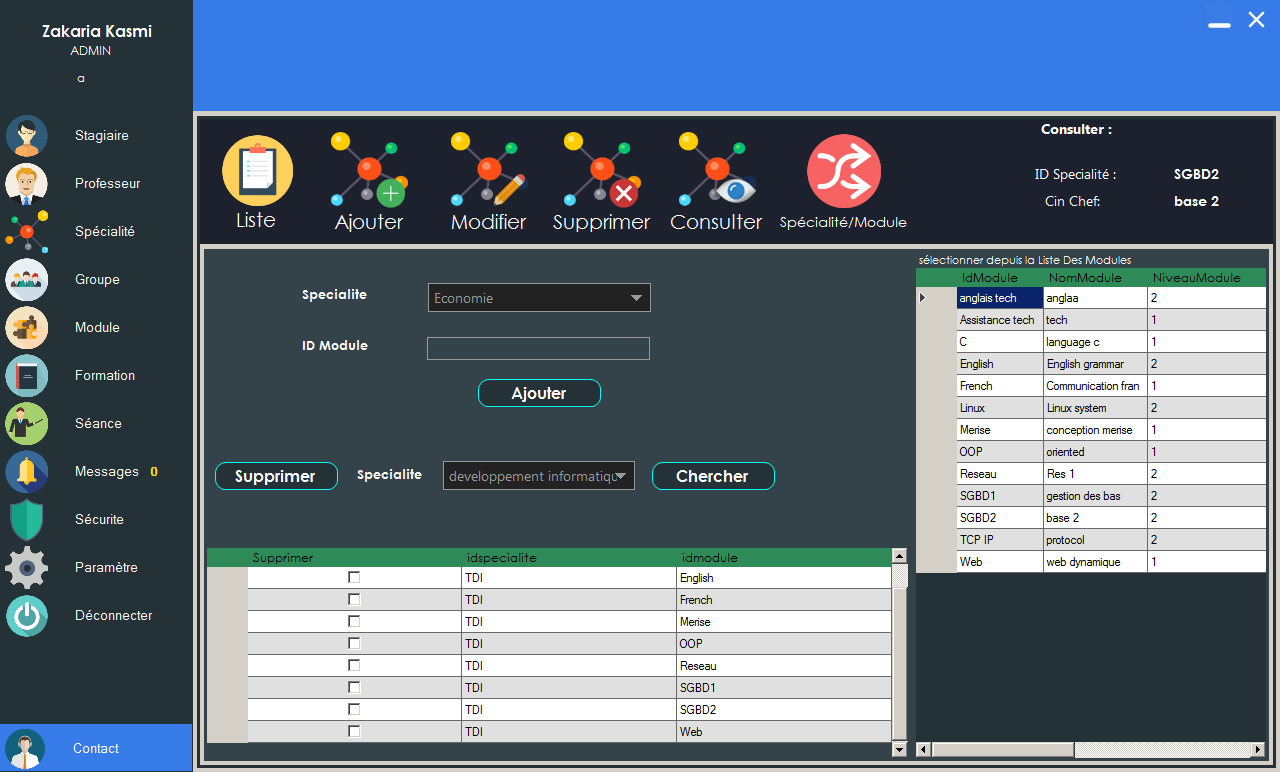 Zakaria Kasmi
ADMIN
a
Stagiaire
Professeur
Spécialité
Groupe
Module
Formation
Séance
Messages 0
Sécurite
Paramètre
Déconnecter
Contact
Liste
Ajouter
Modifier
Supprimer
Consulter
Spécialité/Module
Consulter :
ID Specialité : SGBD2
Cin Chef: base 2
Specialite Economie
ID Module
Ajouter
Supprimer Specialite developpement informatiqu Chercher
Supprimer idspecialite idmodule
TDI English
TDI French
TDI Merise
TDI OOP
TDI Reseau
TDI SGBD1
TDI SGBD2
TDI Web
sélectionner depuis la Liste Des Modules
IdModule NomModule NiveauModule
anglais tech anglaa 2
Assistance tech tech 1
C language c 1
English English grammar 2
French Communication fran 1
Linux Linux system 2
Merise conception merise 1
OOP oriented 1
Reseau Res 1 2
SGBD1 gestion des bas 2
SGBD2 base 2 2
TCP IP protocol 2
Web web dynamique 1